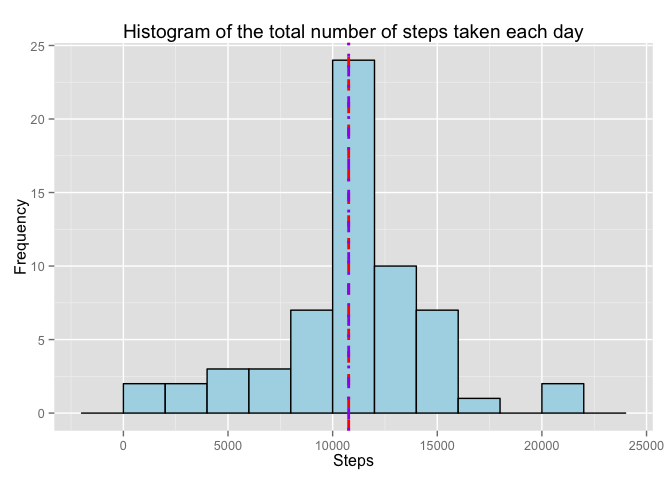 Histogram of the total number of steps taken each day
25
20
15
10
5
0
Frequency
0 5000 10000 15000 20000 25000
Steps